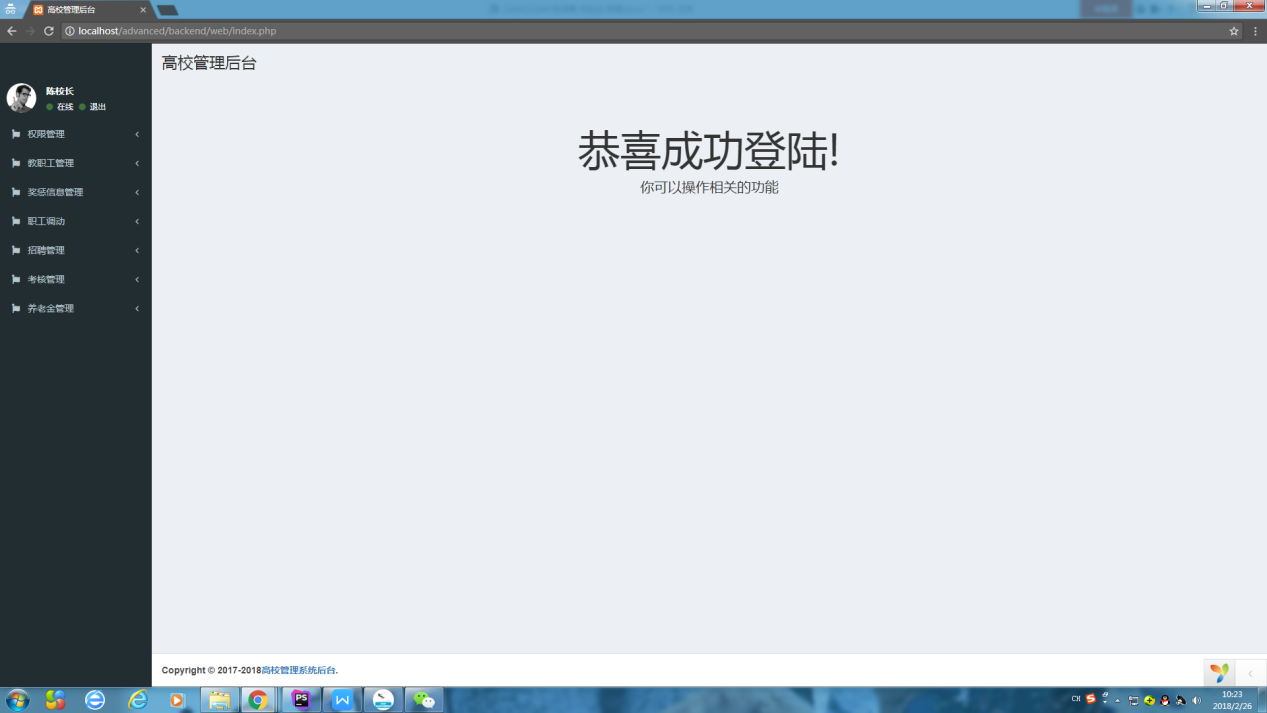 高校管理后台
localhost/advanced/backend/web/index.php
高校管理后台
陈校长
在线 退出
权限管理
教职工管理
奖惩信息管理
职工调动
招聘管理
考核管理
养老金管理
恭喜成功登陆!
你可以操作相关的功能
Copyright © 2017-2018高校管理系统后台.
PS
W
CH
10:23
2018/2/26